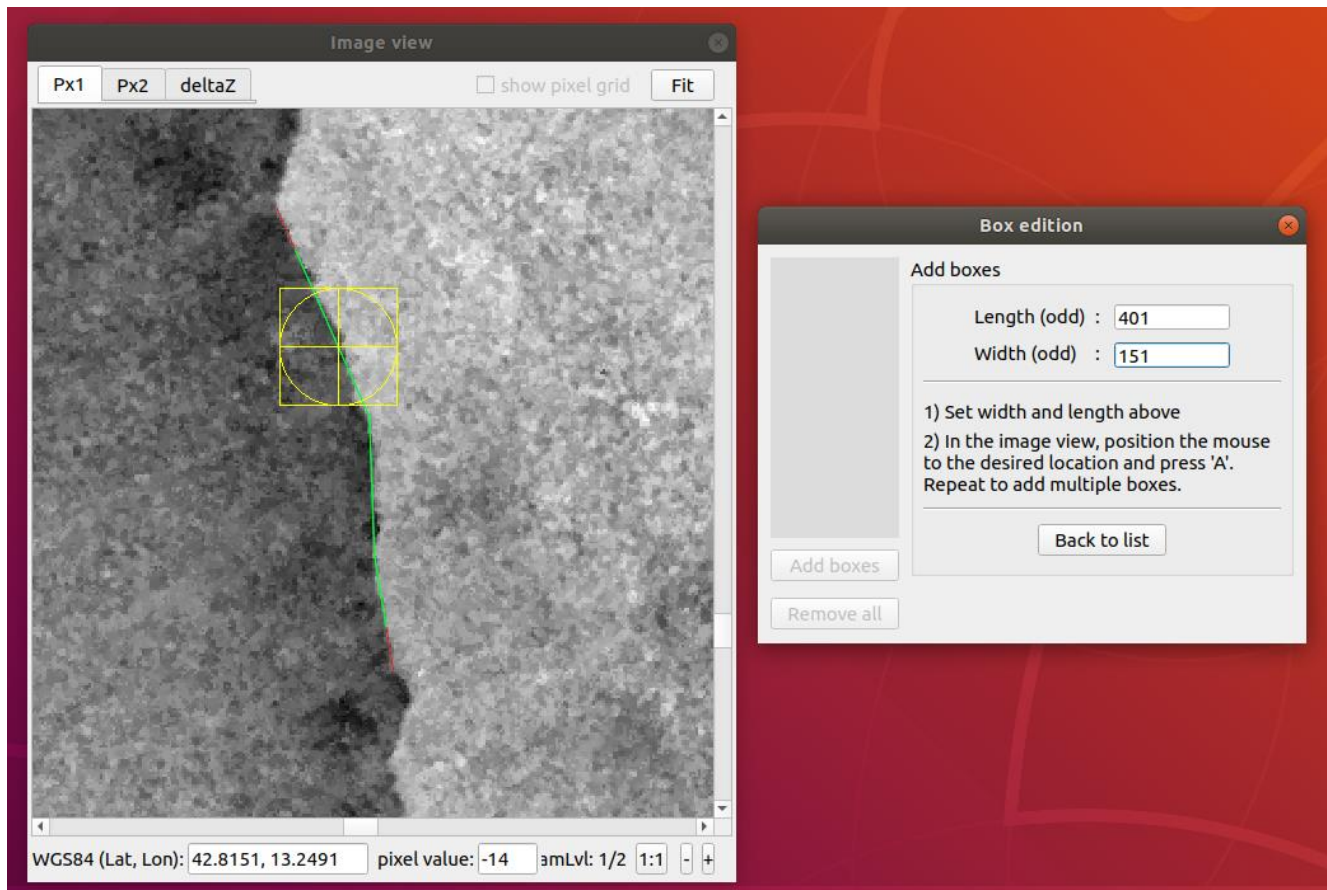 Image view
Px1 Px2 deltaZ show pixel grid Fit
WGS84 (Lat, Lon): 42.8151, 13.2491 pixel value: -14 amLvl: 1/2 1:1 - +
Box edition
Add boxes
Length (odd) : 401
Width (odd) : 151
1) Set width and length above
2) In the image view, position the mouse
to the desired location and press 'A'.
Repeat to add multiple boxes.
Back to list
Add boxes
Remove all